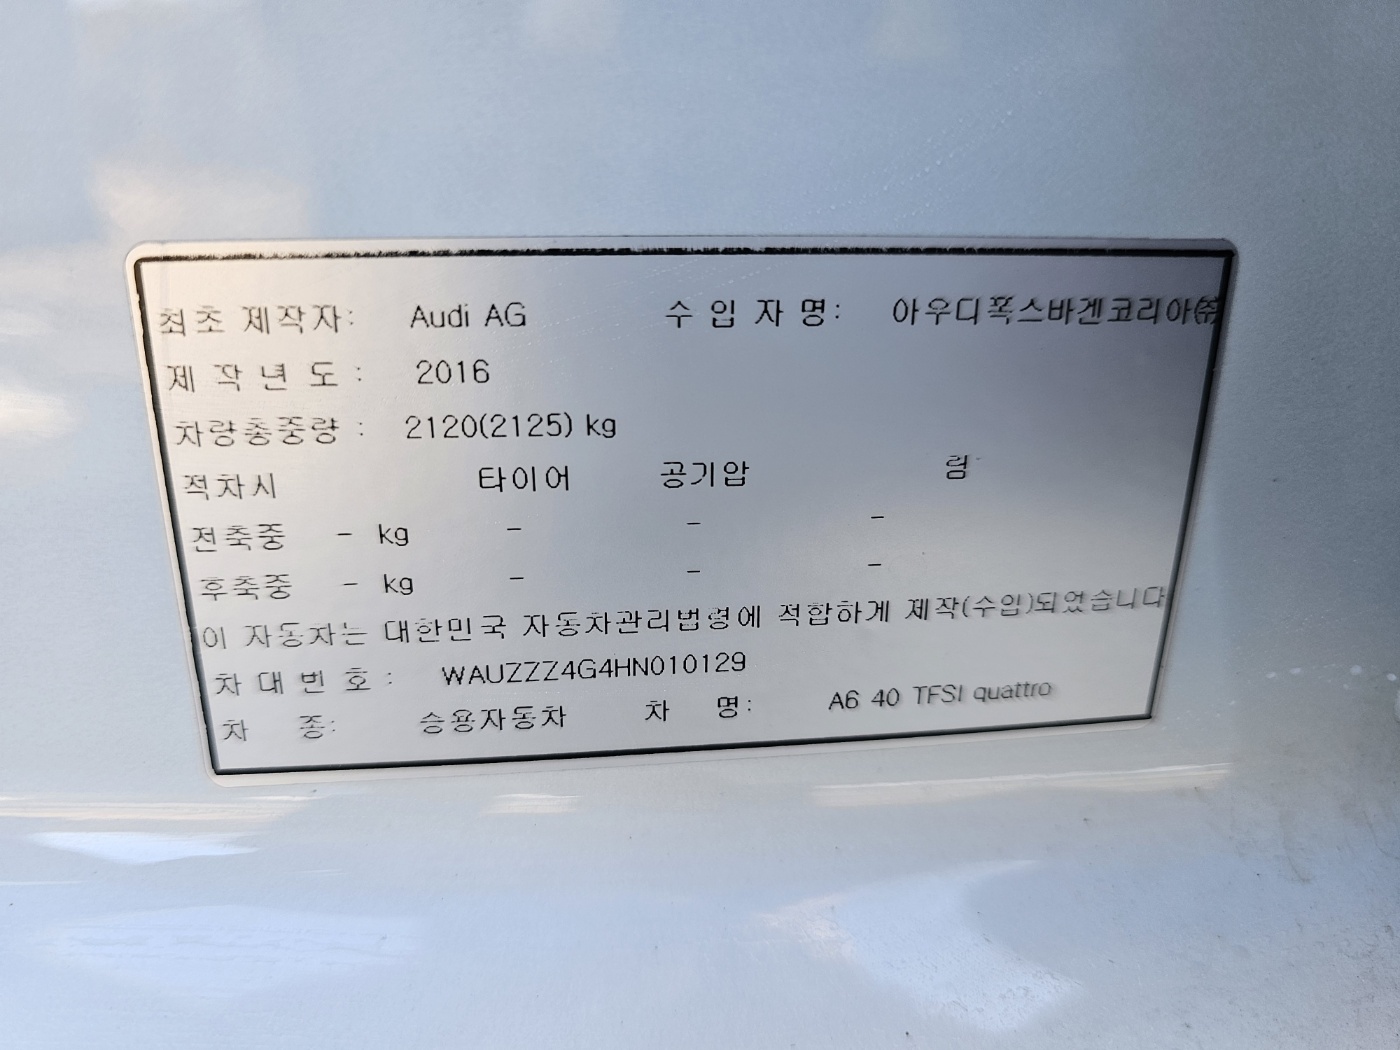 최초 제작자: Audi AG 수 입 자 명: 아우디폭스바겐코리아㈜
제 작 년 도 : 2016
차량총중량 : 2120(2125) kg
적차시 타이어 공기압 림
전축중 - kg - - -
후축중 - kg - - -
이 자동차는 대한민국 자동차관리법령에 적합하게 제작(수입)되었습니다
차 대 번 호 : WAUZZZ4G4HN010129
차 종: 승용자동차 차 명: A6 40 TFSI quattro